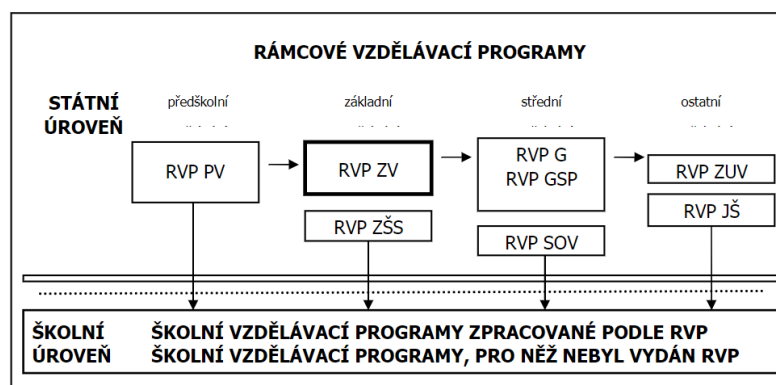 RÁMCOVÉ VZDĚLÁVACÍ PROGRAMY
STÁTNÍ
ÚROVEŇ
předškolní
základní
střední
ostatní
RVP PV
RVP ZV
RVP G
RVP GSP
RVP ZUV
RVP ZŠS
RVP SOV
RVP JŠ
ŠKOLNÍ ŠKOLNÍ VZDĚLÁVACÍ PROGRAMY ZPRACOVANÉ PODLE RVP
ÚROVEŇ ŠKOLNÍ VZDĚLÁVACÍ PROGRAMY, PRO NĚŽ NEBYL VYDÁN RVP